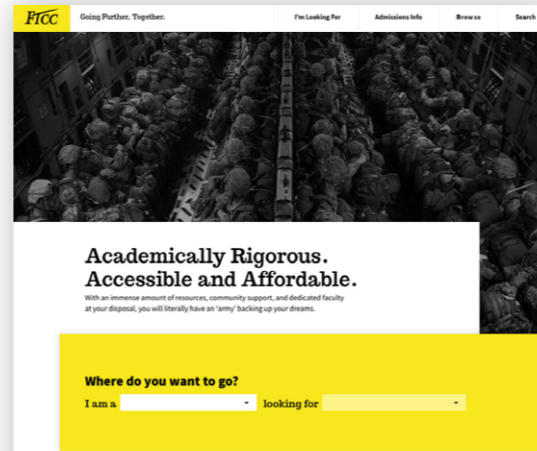 FTCC
Going Further, Together.
I'm Looking For
Admissions Info
Browse
Search
Academically Rigorous.
Accessible and Affordable.
With an immense amount of resources, community support, and dedicated faculty
at your disposal, you will literally have an 'army' backing up your dreams.
Where do you want to go?
I am a
looking for